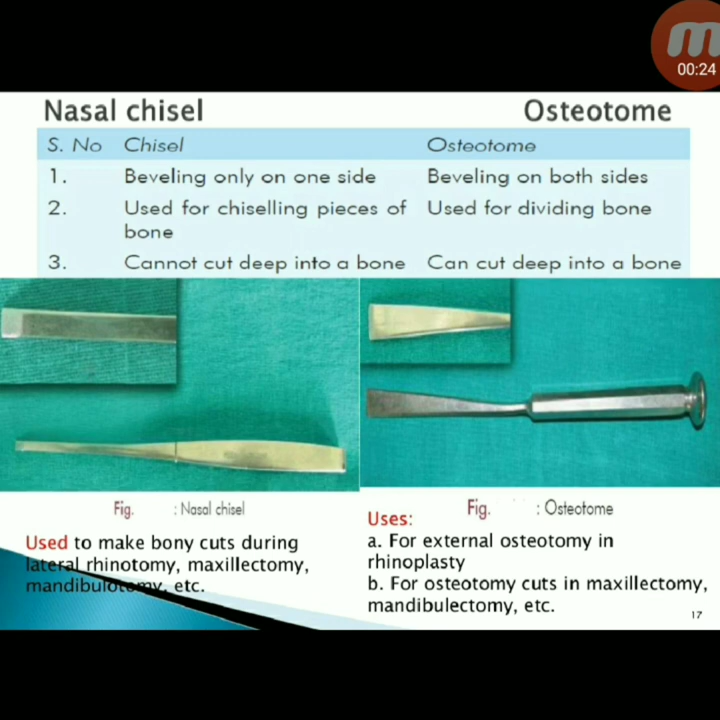 00:24
Nasal chisel Osteotome
S. No Chisel Osteotome
1. Beveling only on one side Beveling on both sides
2. Used for chiselling pieces of bone Used for dividing bone
3. Cannot cut deep into a bone Can cut deep into a bone
Fig. : Nasal chisel
Used to make bony cuts during
lateral rhinotomy, maxillectomy,
mandibulotomy, etc.
Fig. : Osteotome
Uses:
a. For external osteotomy in
rhinoplasty
b. For osteotomy cuts in maxillectomy,
mandibulectomy, etc.
17